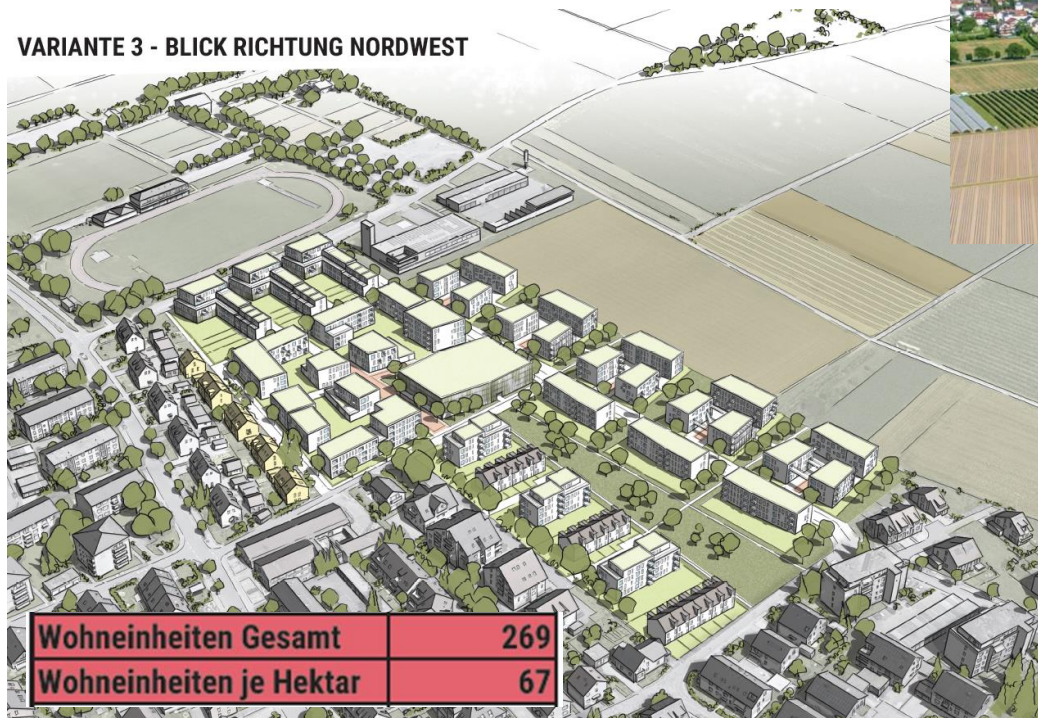 VARIANTE 3 - BLICK RICHTUNG NORDWEST
Wohneinheiten Gesamt 269
Wohneinheiten je Hektar 67